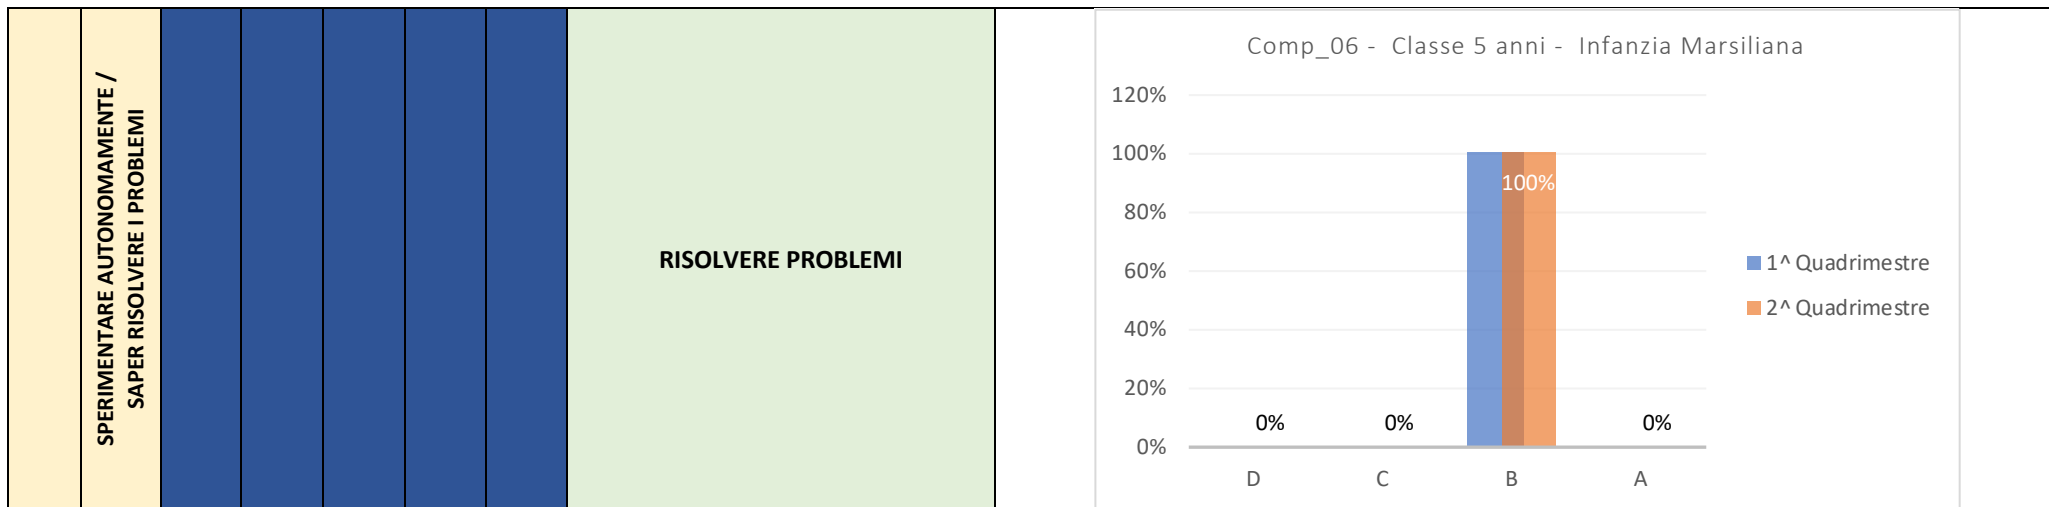 SPERIMENTARE AUTONOMAMENTE /
SAPER RISOLVERE I PROBLEMI
RISOLVERE PROBLEMI
Comp_06 - Classe 5 anni - Infanzia Marsiliana
120%
100%
80%
60%
40%
20%
0%
100%
0%
0%
0%
D
C
B
A
1^ Quadrimestre
2^ Quadrimestre